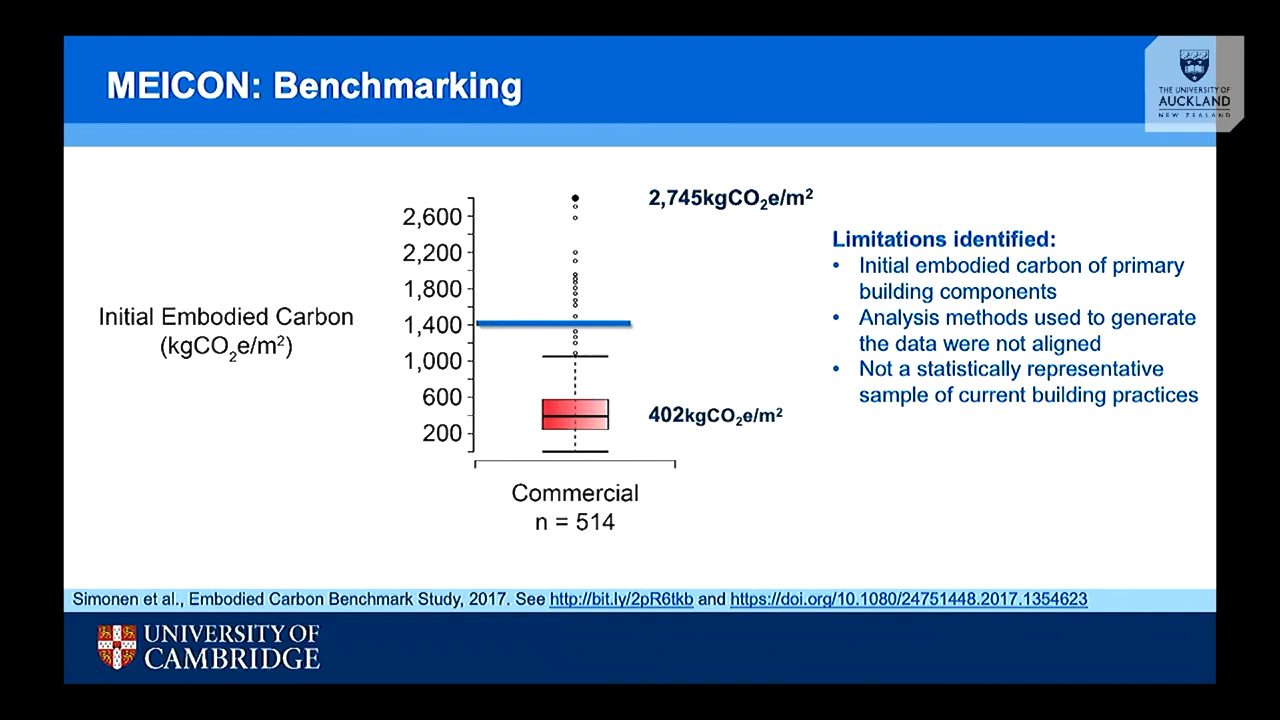 MEICON: Benchmarking
THE UNIVERSITY OF
AUCKLAND
NEW ZEALAND
2,745kgCO₂e/m²
2,600
2,200
1,800
1,400
1,000
600
200
Initial Embodied Carbon
(kgCO₂e/m²)
402kgCO₂e/m²
Commercial
n = 514
Limitations identified:
• Initial embodied carbon of primary
building components
• Analysis methods used to generate
the data were not aligned
• Not a statistically representative
sample of current building practices
Simonen et al., Embodied Carbon Benchmark Study, 2017. See http://bit.ly/2pR6tkb and https://doi.org/10.1080/24751448.2017.1354623
UNIVERSITY OF
CAMBRIDGE